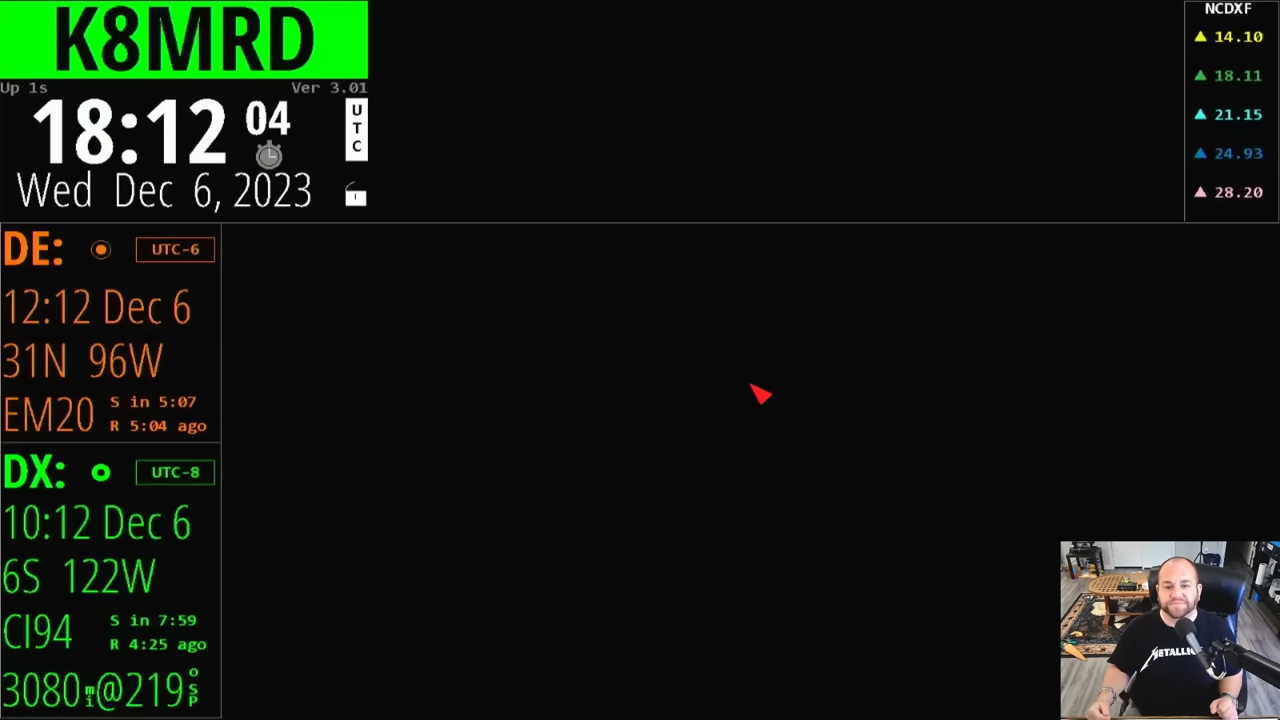 K8MRD
Up 1s Ver 3.01
18:12 04 UTC
Wed Dec 6, 2023
NCDXF
14.10
18.11
21.15
24.93
28.20
DE: UTC-6
12:12 Dec 6
31N 96W
EM20 S in 5:07
R 5:04 ago
DX: UTC-8
10:12 Dec 6
6S 122W
CI94 S in 7:59
R 4:25 ago
3080mi@219° SP
METALLICA